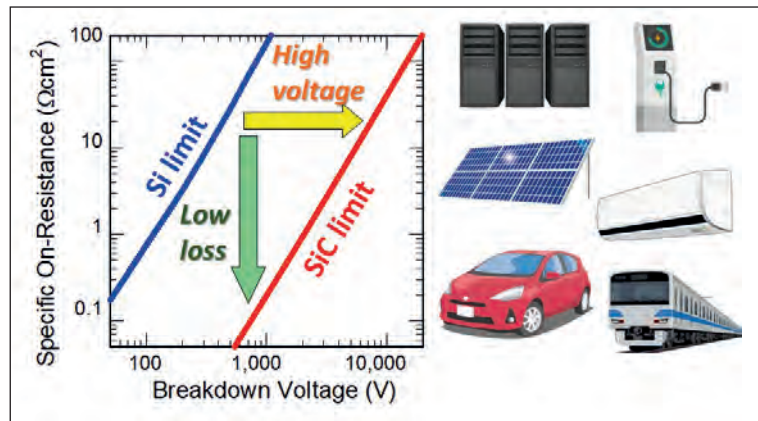 Specific On-Resistance (Ωcm²)
100
10
1
0.1
Si limit
High
voltage
Low
loss
SiC limit
100
1,000
10,000
Breakdown Voltage (V)